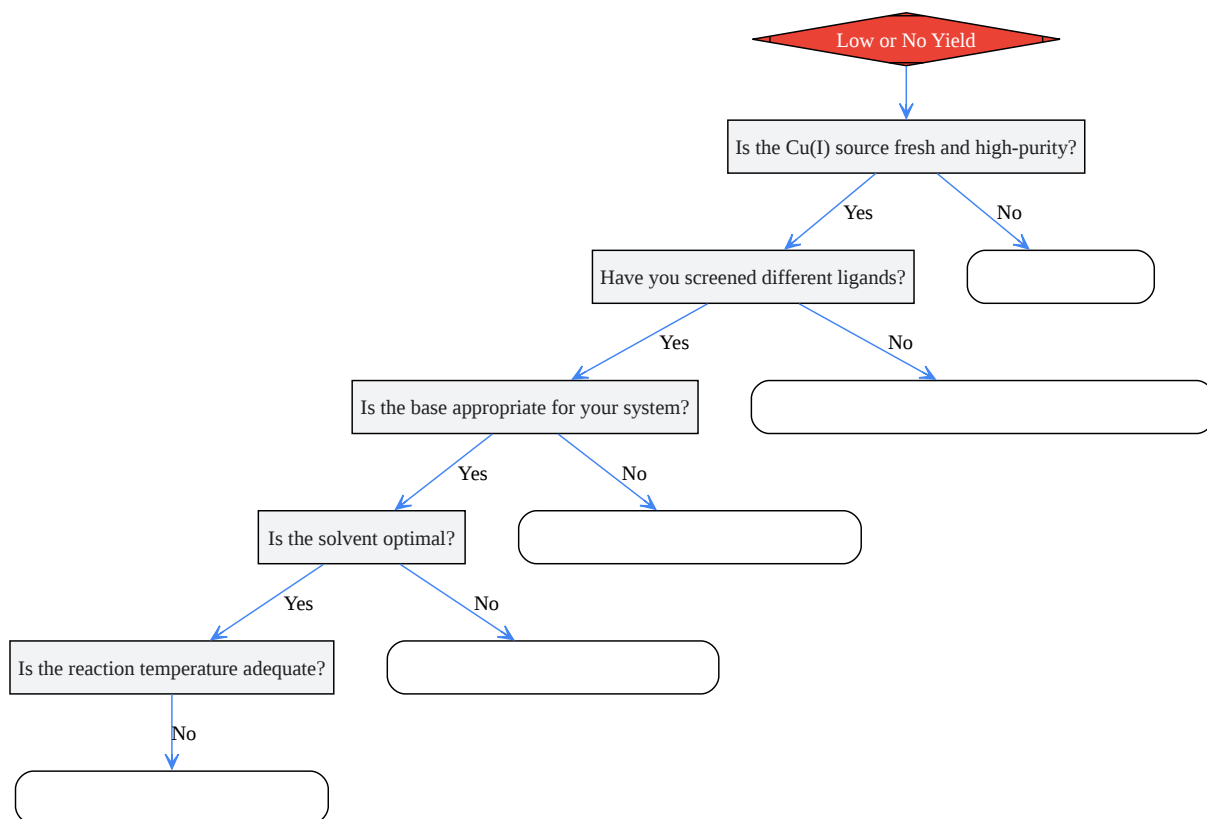 Low or No Yield
Is the Cu(I) source fresh and high-purity?
Yes
No
Have you screened different ligands?
Yes
No
Is the base appropriate for your system?
Yes
No
Is the solvent optimal?
Yes
No
Is the reaction temperature adequate?
No